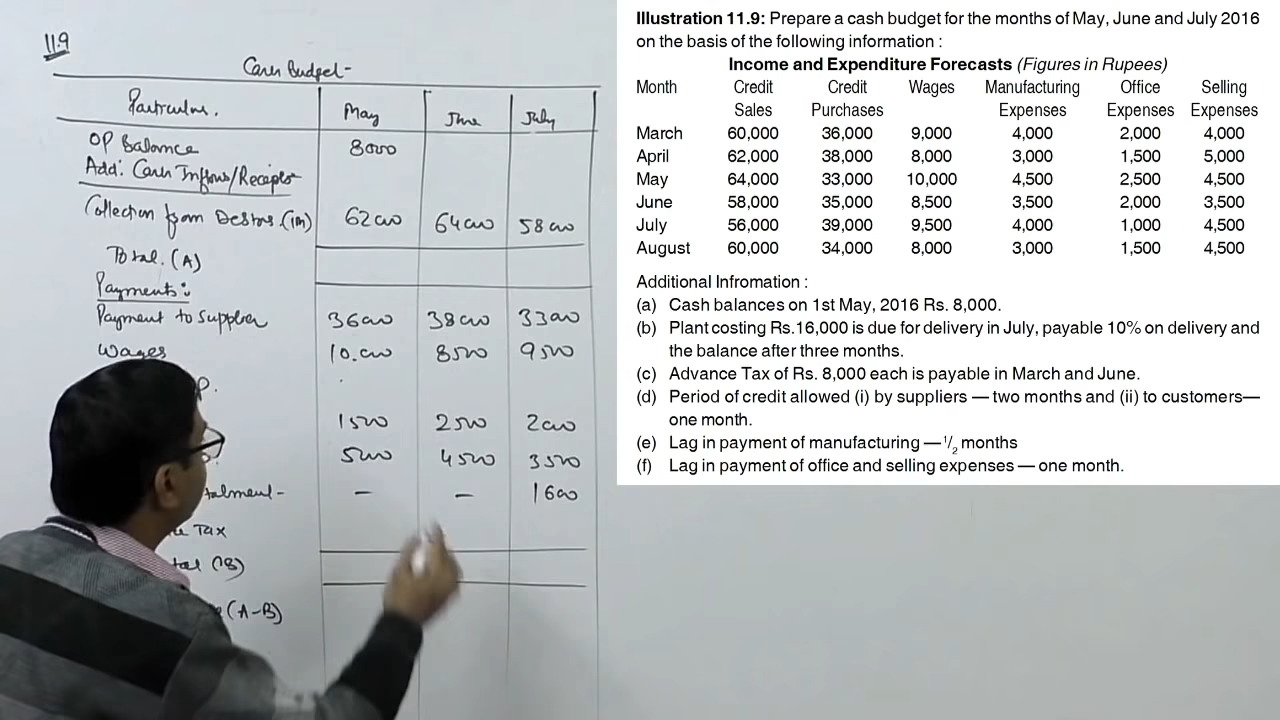 11.9
Cash Budget-
Particulars. May June July
OP Balance 8000
Add: Cash Inflows/Receipts
Collection from Debtors. (1m) 62000 64000 58000
Total. (A)
Payments:
Payment to Supplier 36000 38000 33000
Wages 10.000 8500 9500
P.
1500 2500 2000
5000 4500 3500
talment- — — 1600
Tax
tal (B)
(A-B)
Illustration 11.9: Prepare a cash budget for the months of May, June and July 2016
on the basis of the following information :
Income and Expenditure Forecasts (Figures in Rupees)
Month Credit Credit Wages Manufacturing Office Selling
Sales Purchases Expenses Expenses Expenses
March 60,000 36,000 9,000 4,000 2,000 4,000
April 62,000 38,000 8,000 3,000 1,500 5,000
May 64,000 33,000 10,000 4,500 2,500 4,500
June 58,000 35,000 8,500 3,500 2,000 3,500
July 56,000 39,000 9,500 4,000 1,000 4,500
August 60,000 34,000 8,000 3,000 1,500 4,500
Additional Infromation :
(a) Cash balances on 1st May, 2016 Rs. 8,000.
(b) Plant costing Rs.16,000 is due for delivery in July, payable 10% on delivery and
the balance after three months.
(c) Advance Tax of Rs. 8,000 each is payable in March and June.
(d) Period of credit allowed (i) by suppliers — two months and (ii) to customers—
one month.
(e) Lag in payment of manufacturing — 1/2 months
(f) Lag in payment of office and selling expenses — one month.